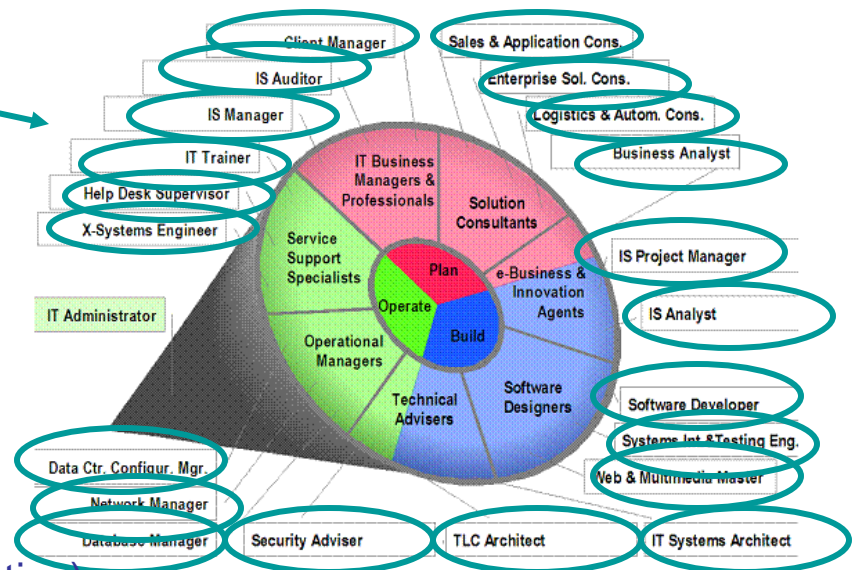 Client Manager
Sales & Application Cons.
IS Auditor
Enterprise Sol. Cons.
IS Manager
Logistics & Autom. Cons.
IT Trainer
Business Analyst
Help Desk Supervisor
X-Systems Engineer
IT Business
Managers &
Professionals
Solution
Consultants
Service
Support
Specialists
Plan
e-Business &
Innovation
Agents
IS Project Manager
Operate
Build
IS Analyst
IT Administrator
Operational
Managers
Technical
Advisers
Software
Designers
Software Developer
Systems Int.&Testing Eng.
Web & Multimedia Master
Data Ctr. Configur. Mgr.
Network Manager
Database Manager
Security Adviser
TLC Architect
IT Systems Architect